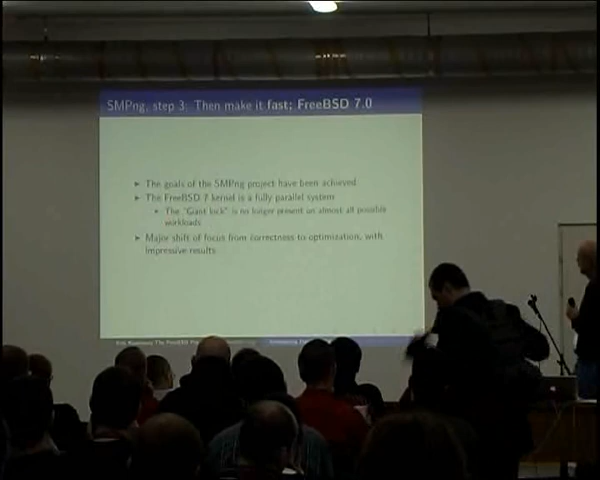 SMPng, step 3: Then make it fast: FreeBSD 7.0
The goals of the SMPng project have been achieved
The FreeBSD 7 kernel is a fully parallel system
The "Giant lock" is no longer present on almost all possible
workloads
Major shift of focus from correctness to optimization, with
impressive results
The FreeBSD